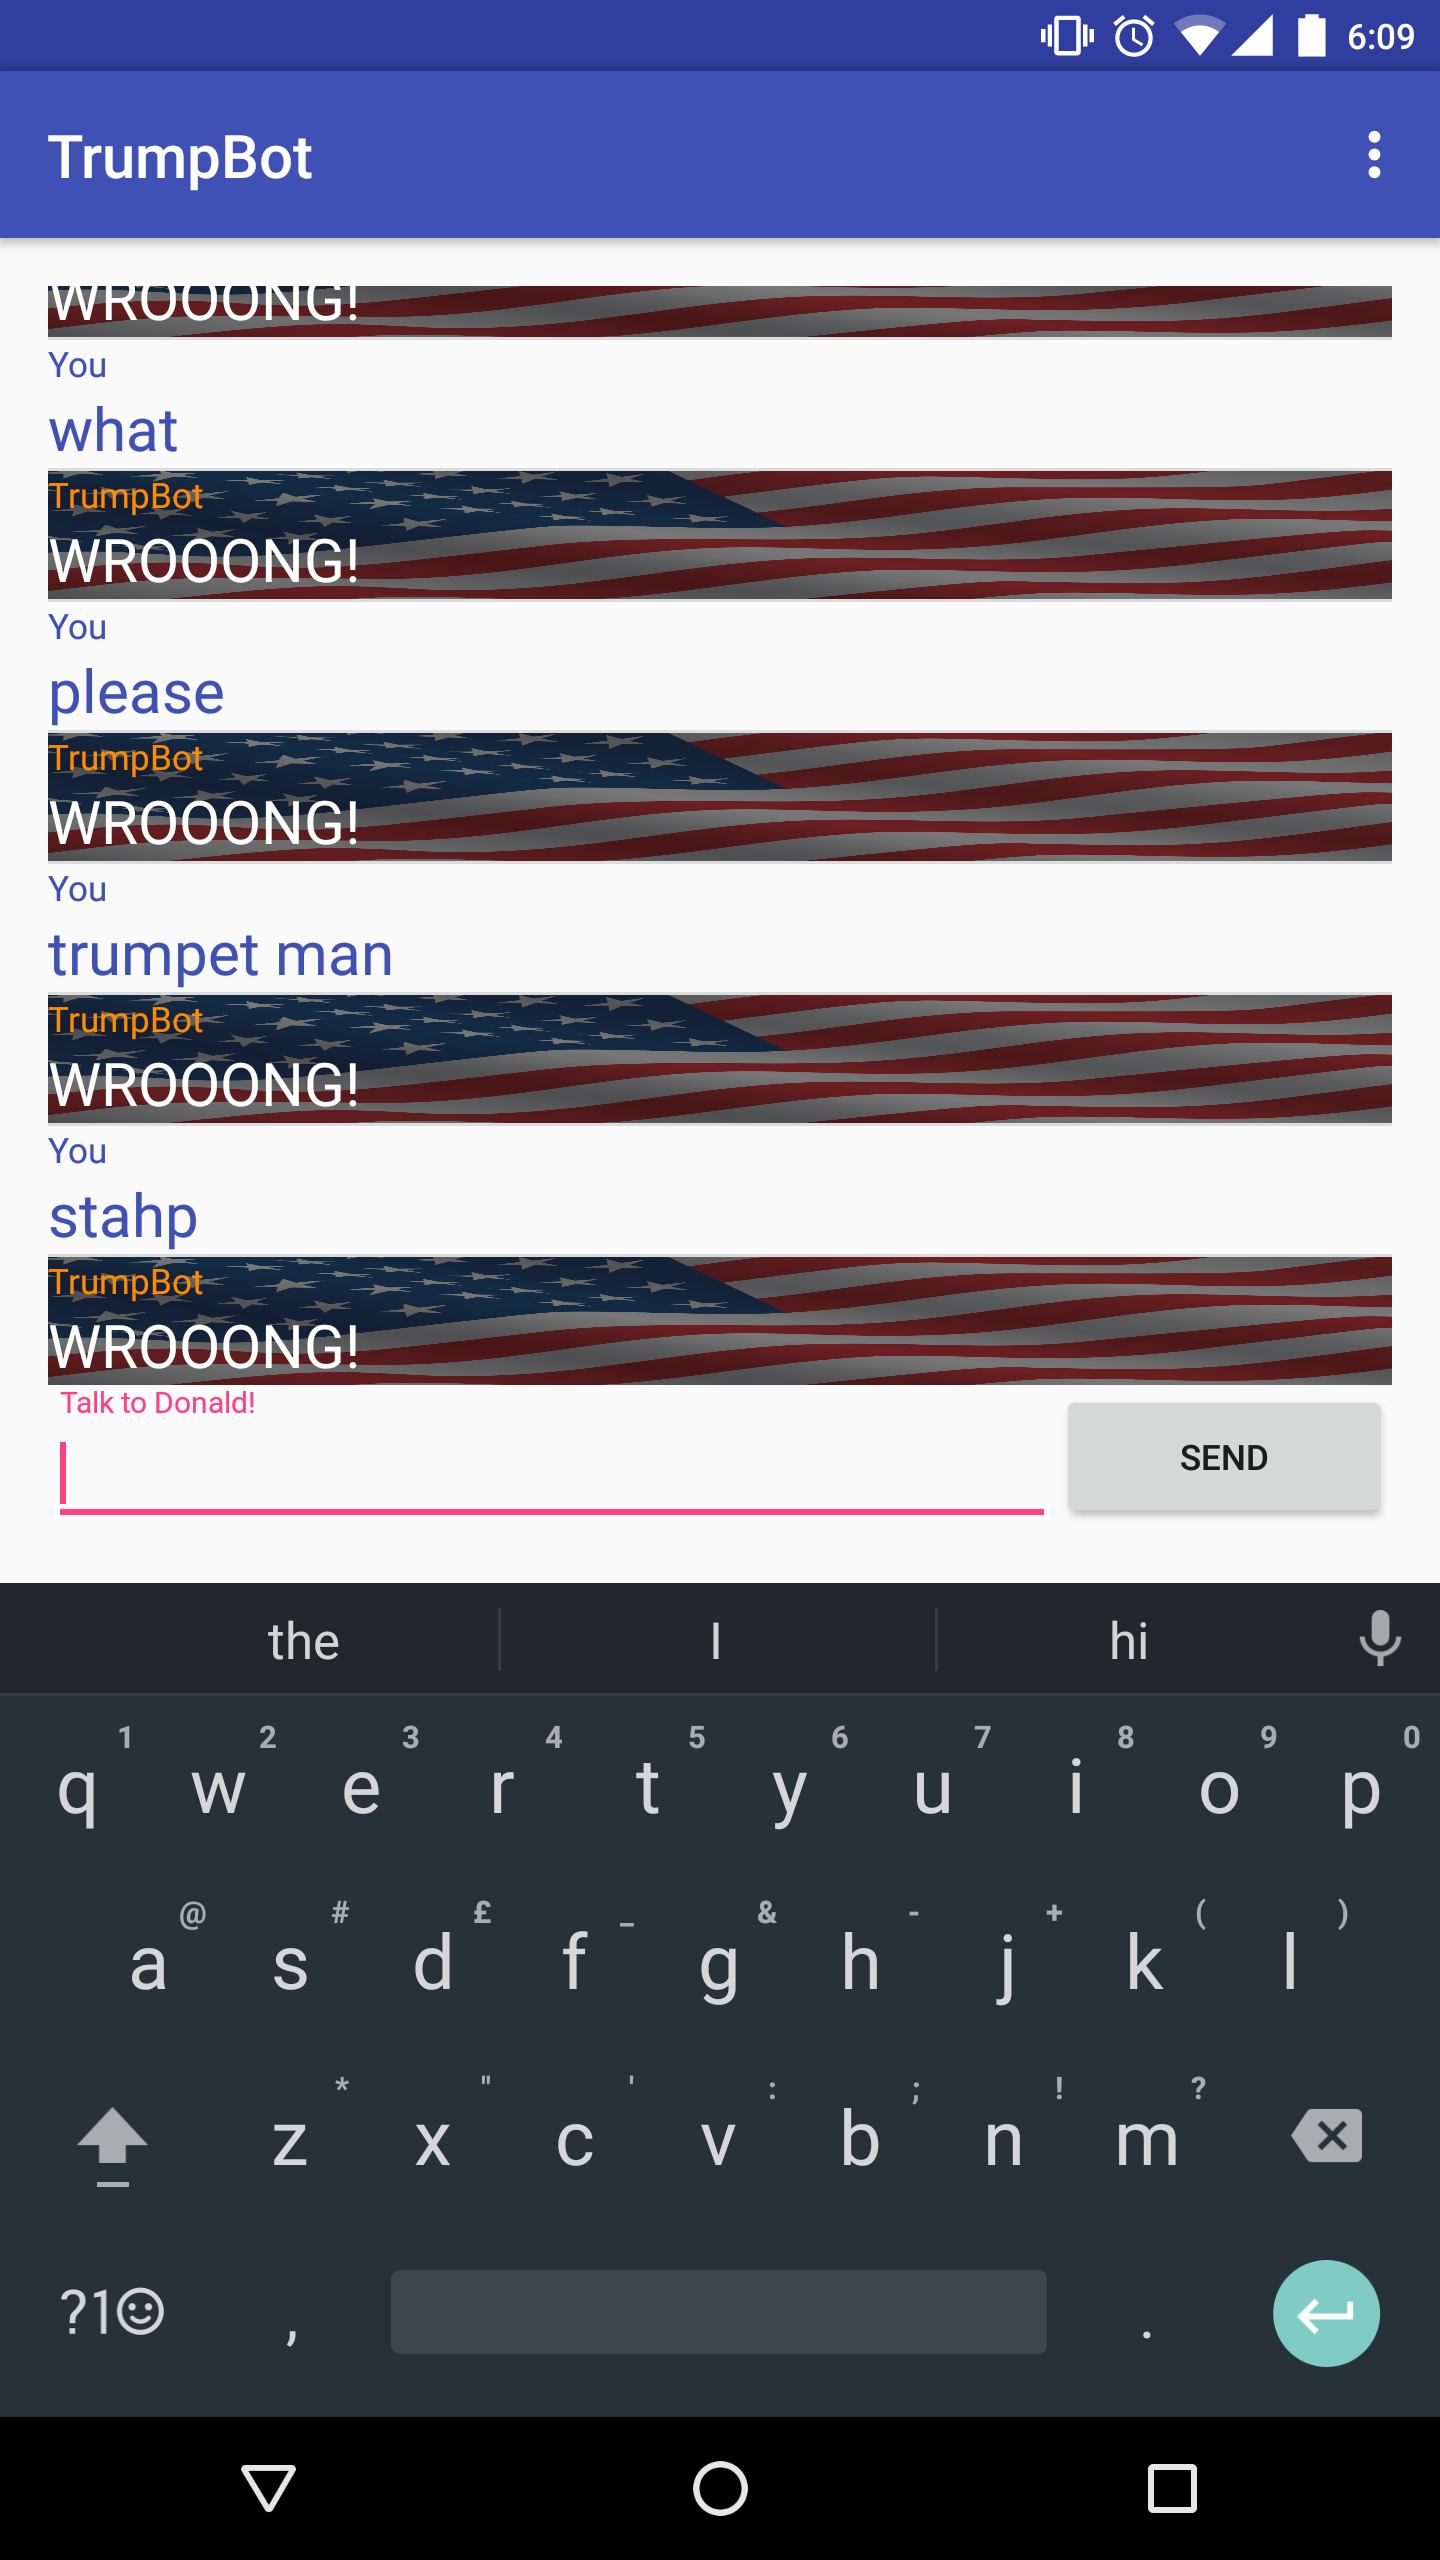 6:09
TrumpBot
WROOONG!
You
what
TrumpBot
WROOONG!
You
please
TrumpBot
WROOONG!
You
trumpet man
TrumpBot
WROOONG!
You
stahp
TrumpBot
WROOONG!
Talk to Donald!
SEND
the I hi
1 2 3 4 5 6 7 8 9 0
q w e r t y u i o p
@ # £ _ & - + ( )
a s d f g h j k l
* " ' : ; ! ?
z x c v b n m
?1☺ , .